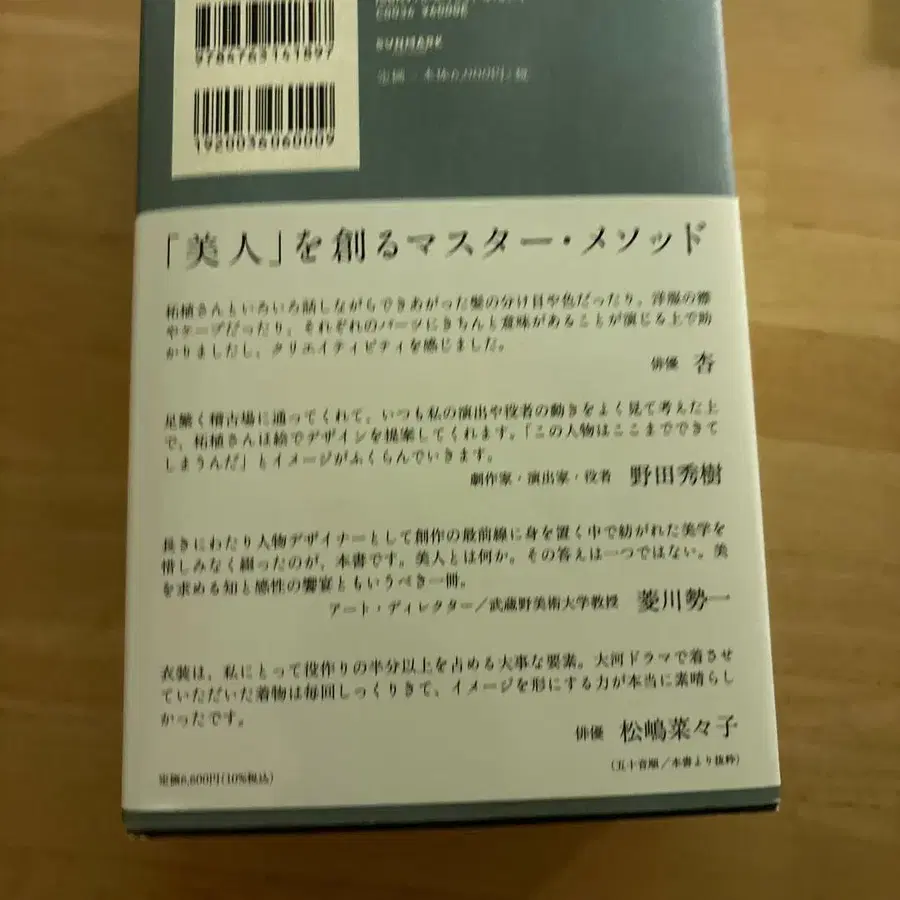 C0036 ¥6000E
9784763141897
SUNMARK
定価 = 本体6,000円+税
1920036060009
「美人」を創るマスター・メソッド
柘植さんといろいろ話しながらできあがった髪の分け目や色だったり、洋服の襟
やケープだったり、それぞれのパーツにきちんと意味があることが演じる上で助
かりましたし、クリエイティビティを感じました。
俳優 杏
足繁く稽古場に通ってくれて、いつも私の演出や役者の動きをよく見て考えた上
で、柘植さんは絵でデザインを提案してくれます。「この人物はここまでできて
しまうんだ」とイメージがふくらんでいきます。
劇作家・演出家・役者 野田秀樹
長きにわたり人物デザイナーとして創作の最前線に身を置く中で紡がれた美学を
惜しみなく綴ったのが、本書です。美人とは何か。その答えは一つではない。美
を求める知と感性の饗宴ともいうべき一冊。
アート・ディレクター／武蔵野美術大学教授 菱川勢一
衣装は、私にとって役作りの半分以上を占める大事な要素。大河ドラマで着させ
ていただいた着物は毎回しっくりきて、イメージを形にする力が本当に素晴らし
かったです。
俳優 松嶋菜々子
（五十音順／本書より抜粋）
定価6,600円（10%税込）